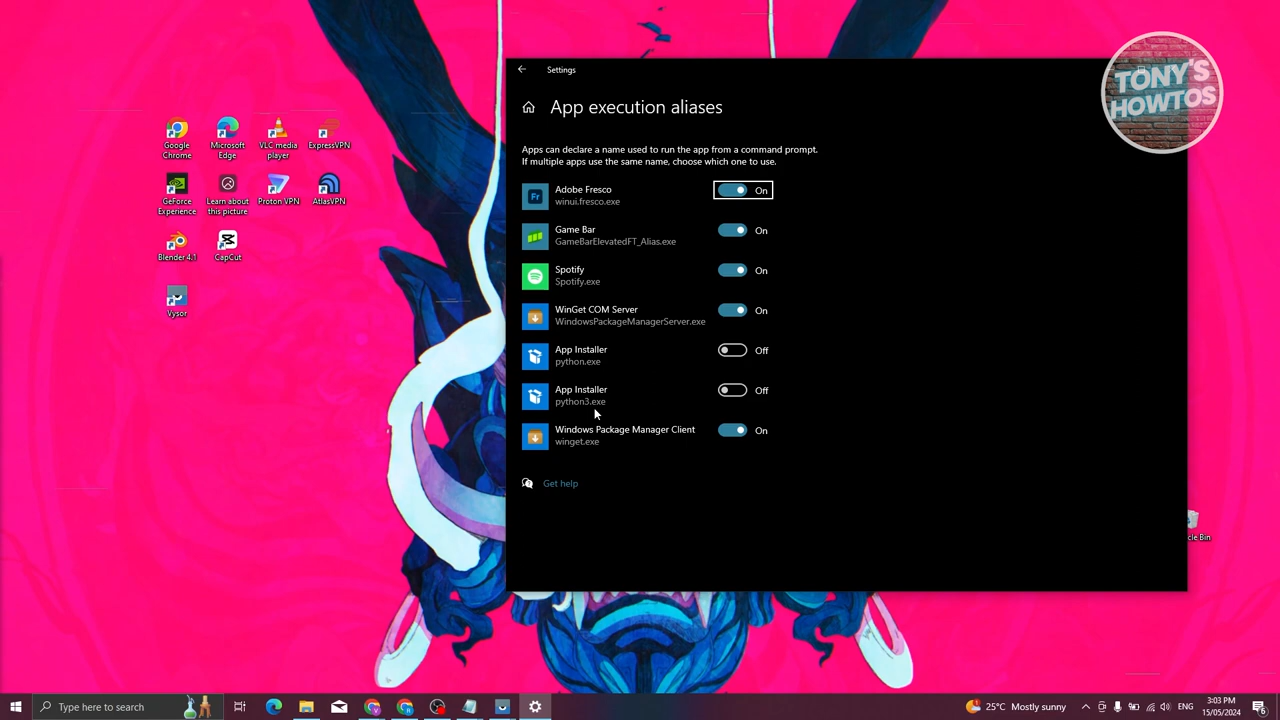 TONY'S
HOWTOS
Settings
App execution aliases
Apps can declare a name used to run the app from a command prompt.
If multiple apps use the same name, choose which one to use.
Adobe Fresco
winui.fresco.exe
On
Game Bar
GameBarElevatedFT_Alias.exe
On
Spotify
Spotify.exe
On
WinGet COM Server
WindowsPackageManagerServer.exe
On
App Installer
python.exe
Off
App Installer
python3.exe
Off
Windows Package Manager Client
winget.exe
On
Get help
Google
Chrome
Microsoft
Edge
VLC media
player
ExpressVPN
GeForce
Experience
Learn about
this picture
Proton VPN
AtlasVPN
Blender 4.1
CapCut
Vysor
Fr
cle Bin
Type here to search
25°C Mostly sunny
ENG
3:03 PM
15/05/2024
6